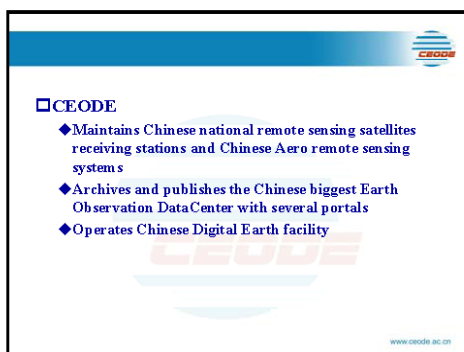 CEODE
□CEODE
◆Maintains Chinese national remote sensing satellites
receiving stations and Chinese Aero remote sensing
systems
◆Archives and publishes the Chinese biggest Earth
Observation DataCenter with several portals
◆Operates Chinese Digital Earth facility
CEODE
www.ceode.ac.cn